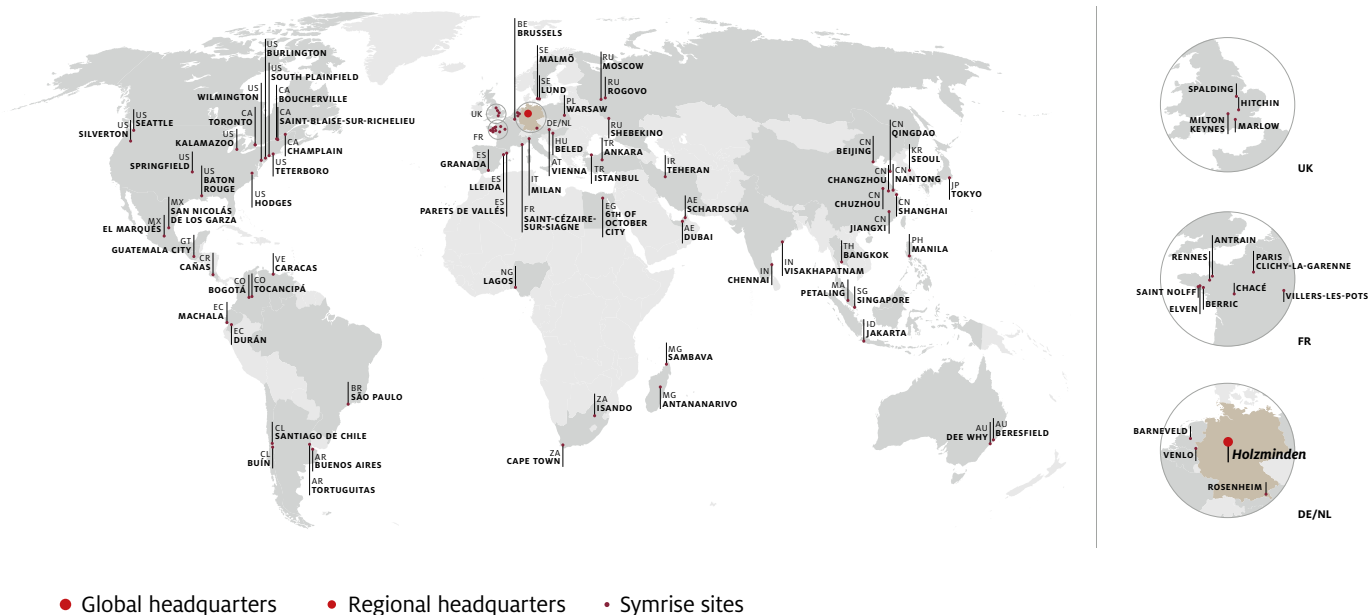 BE
BRUSSELS
US
BURLINGTON
SE
MALMÖ
RU
MOSCOW
US
SOUTH PLAINFIELD
SE
LUND
RU
ROGOVO
US
WILMINGTON
CA
BOUCHERVILLE
PL
WARSAW
CA
TORONTO
CA
SAINT-BLAISE-SUR-RICHELIEU
UK
DE/NL
US
SEATTLE
US
SILVERTON
US
KALAMAZOO
CA
CHAMPLAIN
FR
HU
BELED
RU
SHEBEKINO
CN
QINGDAO
US
SPRINGFIELD
US
TETERBORO
ES
GRANADA
AT
VIENNA
TR
ANKARA
IR
TEHERAN
CN
BEIJING
KR
SEOUL
US
BATON
ROUGE
US
HODGES
ES
LLEIDA
IT
MILAN
TR
ISTANBUL
CN
CHANGZHOU
CN
NANTONG
JP
TOKYO
MX
SAN NICOLÁS
DE LOS GARZA
ES
PARETS DE VALLÉS
FR
SAINT-CÉZAIRE-
SUR-SIAGNE
EG
6TH OF
OCTOBER
CITY
AE
SCHARDSCHA
CN
CHUZHOU
CN
SHANGHAI
MX
EL MARQUÉS
AE
DUBAI
CN
JIANGXI
GT
GUATEMALA CITY
CR
CAÑAS
VE
CARACAS
NG
LAGOS
IN
CHENNAI
IN
VISAKHAPATNAM
TH
BANGKOK
PH
MANILA
CO
BOGOTÁ
CO
TOCANCIPÁ
MA
PETALING
SG
SINGAPORE
EC
MACHALA
EC
DURÁN
ID
JAKARTA
MG
SAMBAVA
BR
SÃO PAULO
ZA
ISANDO
MG
ANTANANARIVO
CL
SANTIAGO DE CHILE
CL
BUÍN
AR
BUENOS AIRES
AR
TORTUGUITAS
ZA
CAPE TOWN
AU
DEE WHY
AU
BERESFIELD
SPALDING
HITCHIN
MILTON
KEYNES
MARLOW
UK
ANTRAIN
RENNES
PARIS
CLICHY-LA-GARENNE
SAINT NOLFF
CHACÉ
VILLERS-LES-POTS
ELVEN
BERRIC
FR
BARNEVELD
VENLO
Holzminden
ROSENHEIM
DE/NL
Global headquarters
Regional headquarters
Symrise sites